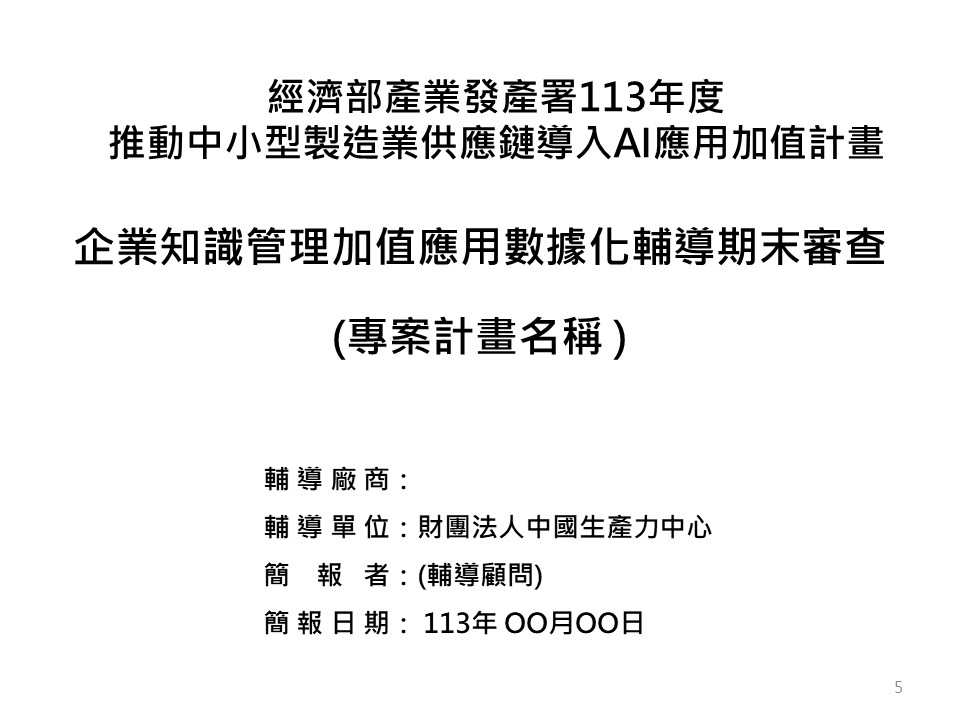 經濟部產業發產署113年度
推動中小型製造業供應鏈導入AI應用加值計畫
企業知識管理加值應用數據化輔導期末審查
(專案計畫名稱 )
輔 導 廠 商：
輔 導 單 位：財團法人中國生產力中心
簡 報 者：(輔導顧問)
簡 報 日 期： 113年 OO月OO日
5